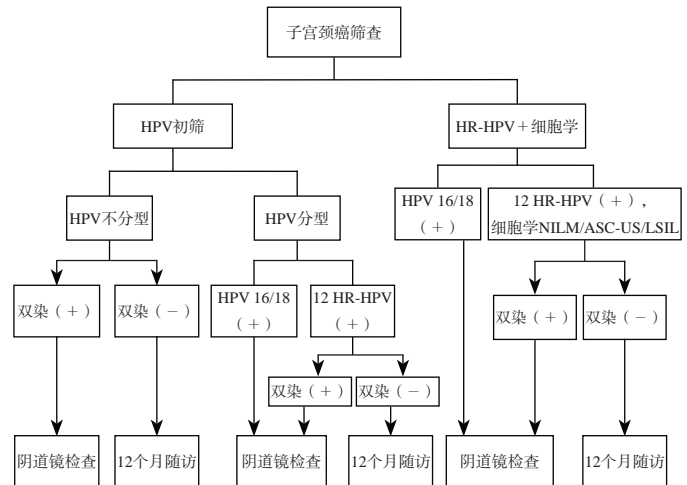 子宫颈癌筛查
HPV初筛
HR-HPV＋细胞学
HPV不分型
HPV分型
HPV 16/18
（＋）
12 HR-HPV（＋）,
细胞学NILM/ASC-US/LSIL
双染（＋）
双染（－）
HPV 16/18
（＋）
12 HR-HPV
（＋）
双染（＋）
双染（－）
双染（＋）
双染（－）
阴道镜检查
12个月随访
阴道镜检查
12个月随访
阴道镜检查
12个月随访